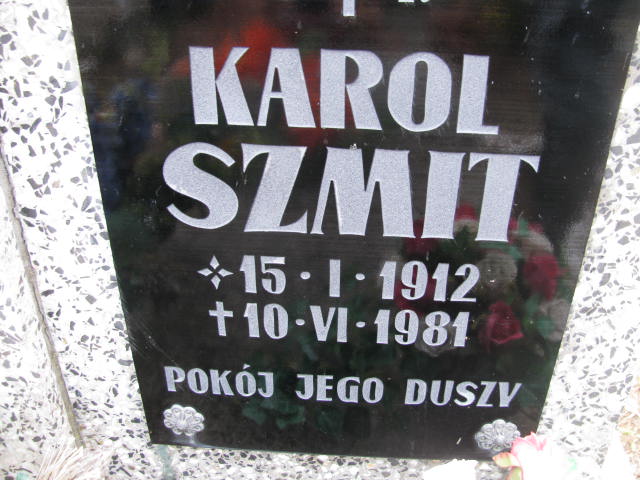 KAROL
SZMIT
15·I·1912
†10·VI·1981
POKÓJ JEGO DUSZY